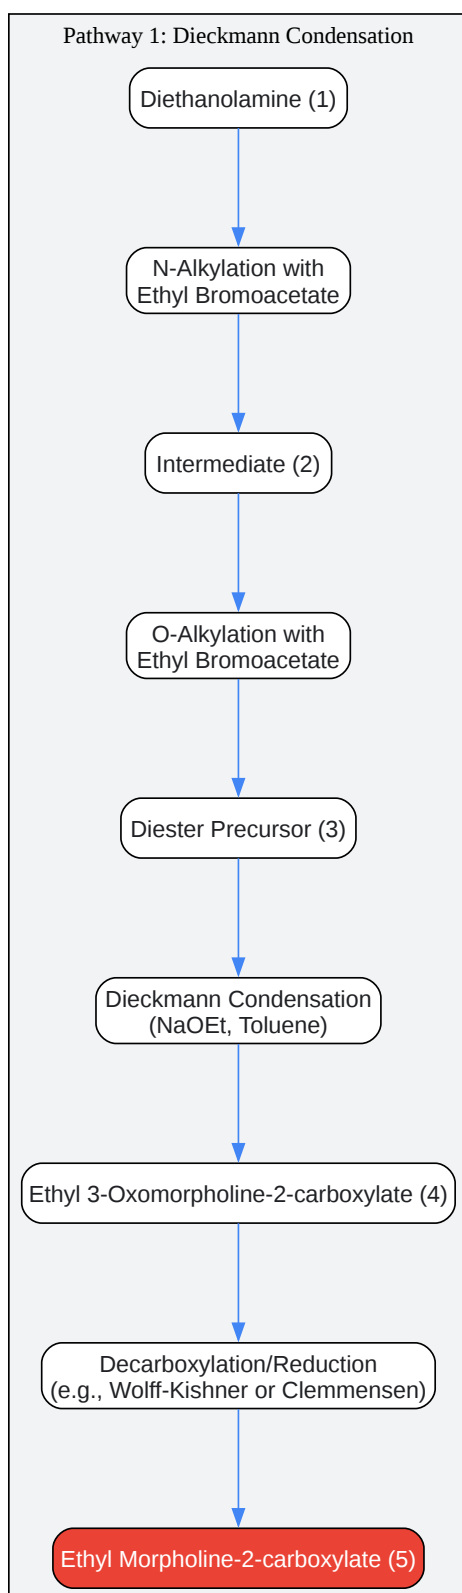 Pathway 1: Dieckmann Condensation
Diethanolamine (1)
N-Alkylation with
Ethyl Bromoacetate
Intermediate (2)
O-Alkylation with
Ethyl Bromoacetate
Diester Precursor (3)
Dieckmann Condensation
(NaOEt, Toluene)
Ethyl 3-Oxomorpholine-2-carboxylate (4)
Decarboxylation/Reduction
(e.g., Wolff-Kishner or Clemmensen)
Ethyl Morpholine-2-carboxylate (5)